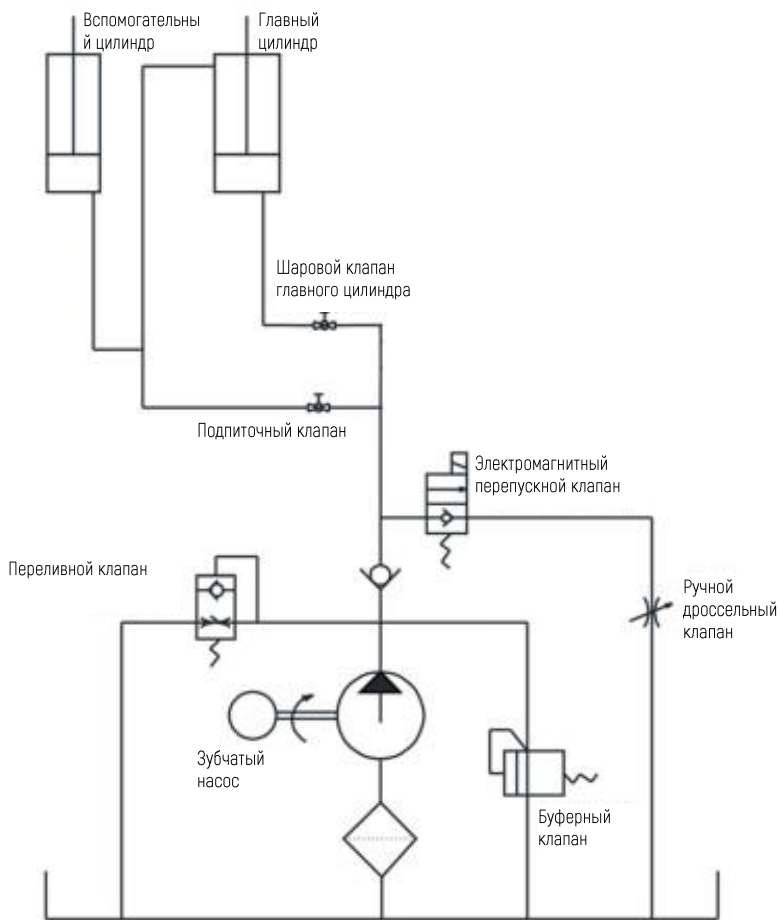 Вспомогательны
й цилиндр
Главный
цилиндр
Шаровой клапан
главного цилиндра
Подпиточный клапан
Электромагнитный
перепускной клапан
Переливной клапан
Ручной
дроссельный
клапан
Зубчатый
насос
Буферный
клапан